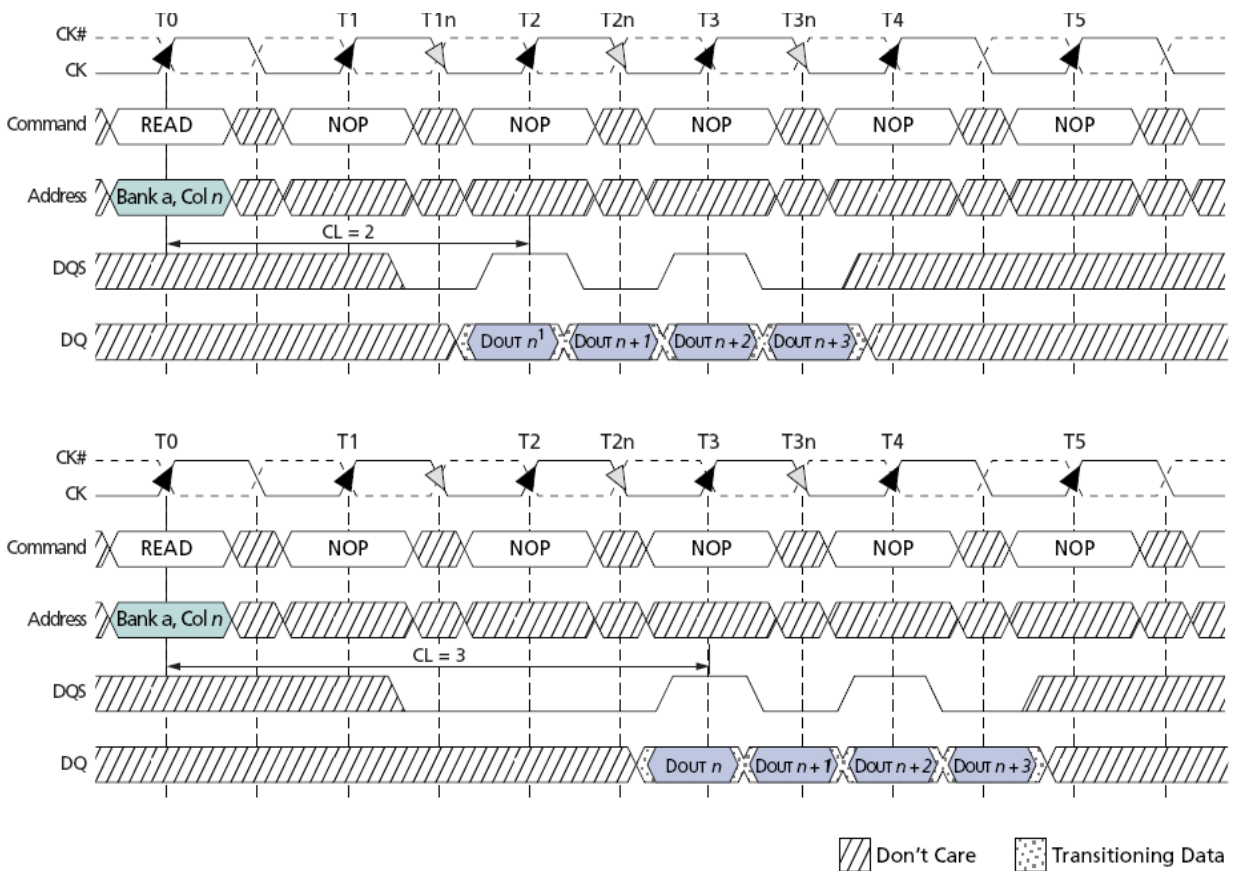 T0 T1 T1n T2 T2n T3 T3n T4 T5
CK#
CK
Command READ NOP NOP NOP NOP NOP
Address Bank a, Col n
CL = 2
DQS
DQ DOUT n¹ DOUT n + 1 DOUT n + 2 DOUT n + 3
T0 T1 T2 T2n T3 T3n T4 T5
CK#
CK
Command READ NOP NOP NOP NOP NOP
Address Bank a, Col n
CL = 3
DQS
DQ DOUT n DOUT n + 1 DOUT n + 2 DOUT n + 3
Don't Care Transitioning Data